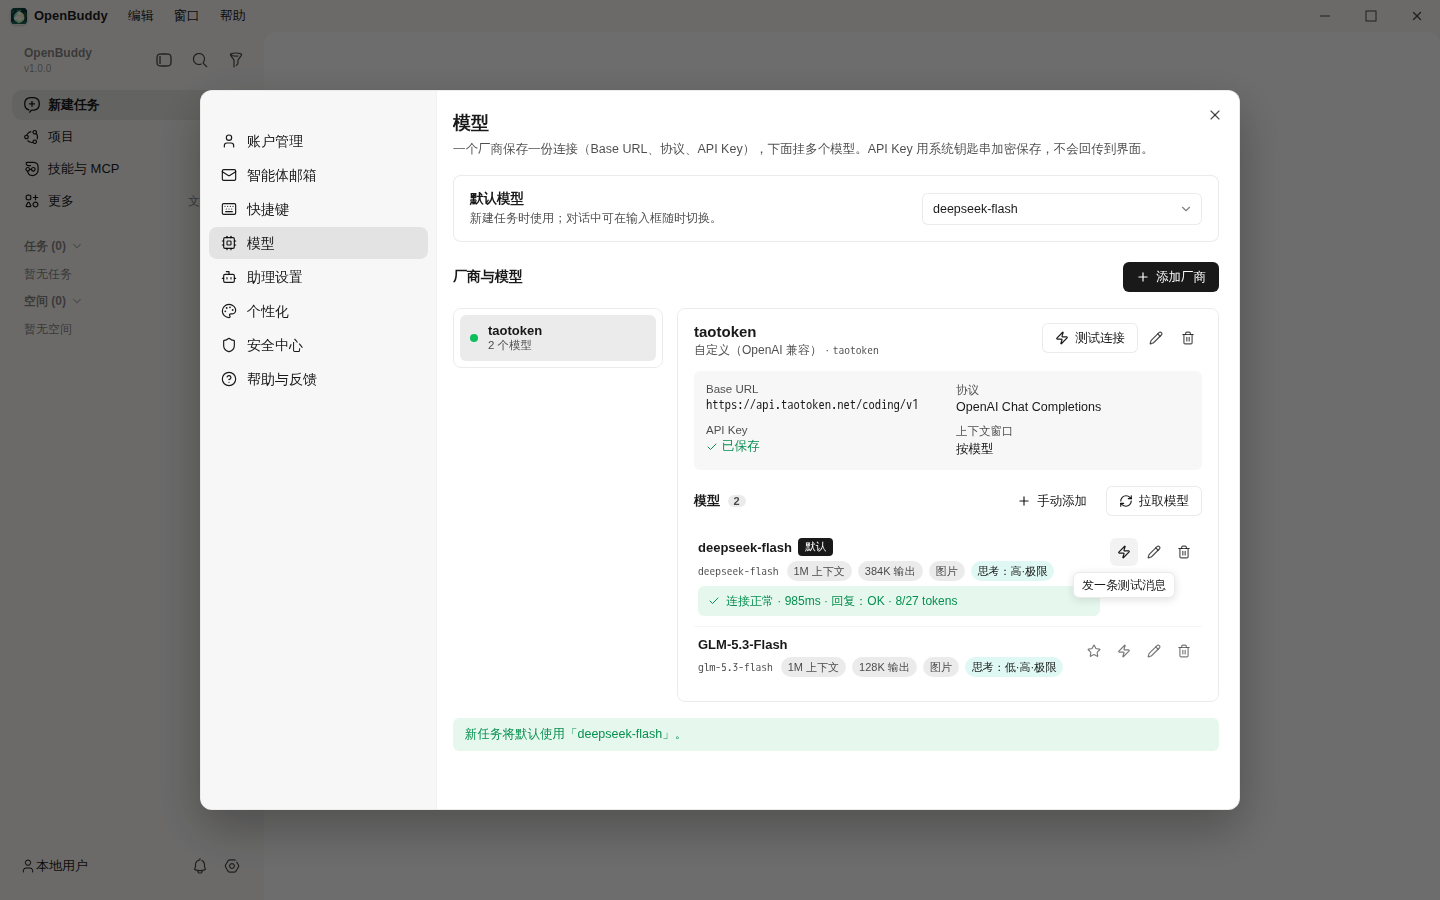 OpenBuddy 编辑 窗口 帮助
OpenBuddy
v1.0.0
新建任务
项目
技能与 MCP
更多 文
任务 (0)
暂无任务
空间 (0)
暂无空间
本地用户
账户管理
智能体邮箱
快捷键
模型
助理设置
个性化
安全中心
帮助与反馈
模型
一个厂商保存一份连接（Base URL、协议、API Key），下面挂多个模型。API Key 用系统钥匙串加密保存，不会回传到界面。
默认模型
新建任务时使用；对话中可在输入框随时切换。
deepseek-flash
厂商与模型
添加厂商
taotoken
2 个模型
taotoken
自定义（OpenAI 兼容） · taotoken
测试连接
Base URL
https://api.taotoken.net/coding/v1
协议
OpenAI Chat Completions
API Key
已保存
上下文窗口
按模型
模型 2
手动添加
拉取模型
deepseek-flash 默认
deepseek-flash 1M 上下文 384K 输出 图片 思考：高·极限
发一条测试消息
连接正常 · 985ms · 回复：OK · 8/27 tokens
GLM-5.3-Flash
glm-5.3-flash 1M 上下文 128K 输出 图片 思考：低·高·极限
新任务将默认使用「deepseek-flash」。